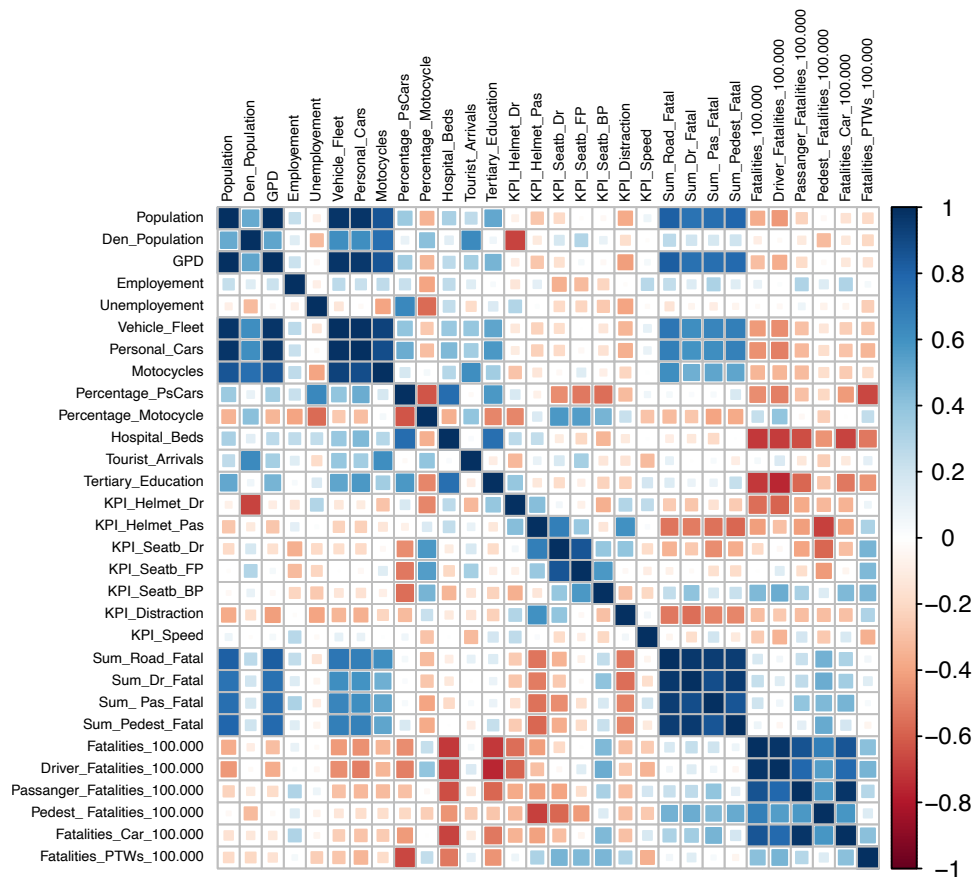 Population
Den_Population
GPD
Employement
Unemployement
Vehicle_Fleet
Personal_Cars
Motocycles
Percentage_PsCars
Percentage_Motocycle
Hospital_Beds
Tourist_Arrivals
Tertiary_Education
KPI_Helmet_Dr
KPI_Helmet_Pas
KPI_Seatb_Dr
KPI_Seatb_FP
KPI_Seatb_BP
KPI_Distraction
KPI_Speed
Sum_Road_Fatal
Sum_Dr_Fatal
Sum_ Pas_Fatal
Sum_Pedest_Fatal
Fatalities_100.000
Driver_Fatalities_100.000
Passanger_Fatalities_100.000
Pedest_ Fatalities_100.000
Fatalities_Car_100.000
Fatalities_PTWs_100.000
Population
Den_Population
GPD
Employement
Unemployement
Vehicle_Fleet
Personal_Cars
Motocycles
Percentage_PsCars
Percentage_Motocycle
Hospital_Beds
Tourist_Arrivals
Tertiary_Education
KPI_Helmet_Dr
KPI_Helmet_Pas
KPI_Seatb_Dr
KPI_Seatb_FP
KPI_Seatb_BP
KPI_Distraction
KPI_Speed
Sum_Road_Fatal
Sum_Dr_Fatal
Sum_ Pas_Fatal
Sum_Pedest_Fatal
Fatalities_100.000
Driver_Fatalities_100.000
Passanger_Fatalities_100.000
Pedest_ Fatalities_100.000
Fatalities_Car_100.000
Fatalities_PTWs_100.000
1
0.8
0.6
0.4
0.2
0
−0.2
−0.4
−0.6
−0.8
−1